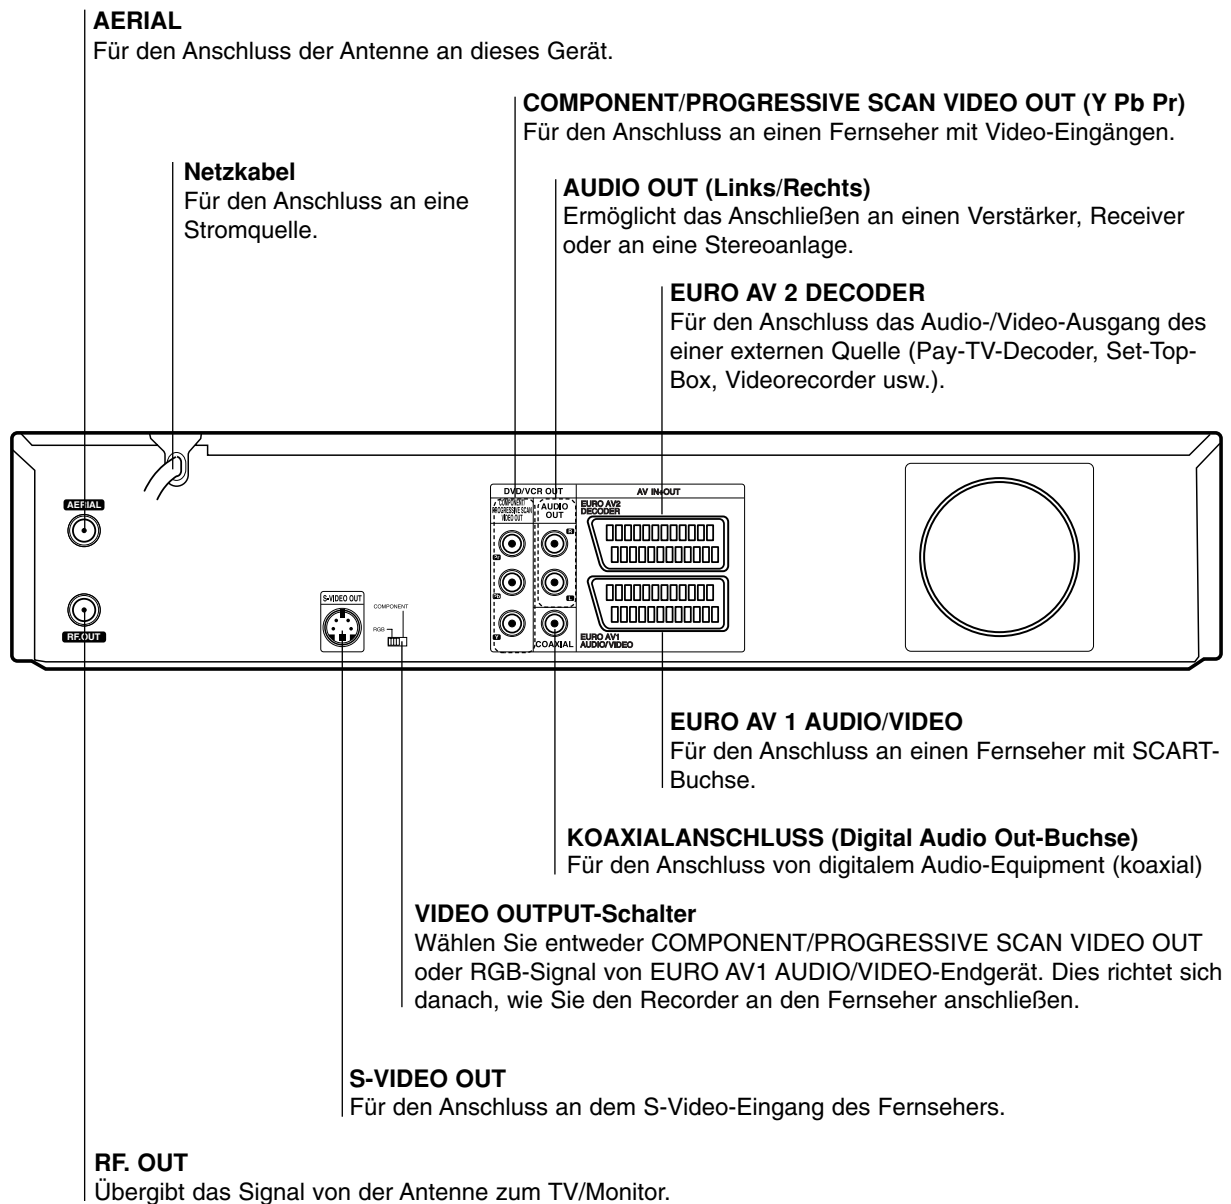 AERIAL
Für den Anschluss der Antenne an dieses Gerät.
COMPONENT/PROGRESSIVE SCAN VIDEO OUT (Y Pb Pr)
Für den Anschluss an einen Fernseher mit Video-Eingängen.
Netzkabel
Für den Anschluss an eine
Stromquelle.
AUDIO OUT (Links/Rechts)
Ermöglicht das Anschließen an einen Verstärker, Receiver
oder an eine Stereoanlage.
EURO AV 2 DECODER
Für den Anschluss das Audio-/Video-Ausgang des
einer externen Quelle (Pay-TV-Decoder, Set-Top-
Box, Videorecorder usw.).
AERIAL
RF.OUT
S-VIDEO OUT
COMPONENT
RGB
DVD/VCR OUT
COMPONENT/
PROGRESSIVE SCAN
VIDEO OUT
Pr
Pb
Y
AUDIO
OUT
R
L
COAXIAL
AV IN•OUT
EURO AV2
DECODER
EURO AV1
AUDIO/VIDEO
EURO AV 1 AUDIO/VIDEO
Für den Anschluss an einen Fernseher mit SCART-
Buchse.
KOAXIALANSCHLUSS (Digital Audio Out-Buchse)
Für den Anschluss von digitalem Audio-Equipment (koaxial)
VIDEO OUTPUT-Schalter
Wählen Sie entweder COMPONENT/PROGRESSIVE SCAN VIDEO OUT
oder RGB-Signal von EURO AV1 AUDIO/VIDEO-Endgerät. Dies richtet sich
danach, wie Sie den Recorder an den Fernseher anschließen.
S-VIDEO OUT
Für den Anschluss an dem S-Video-Eingang des Fernsehers.
RF. OUT
Übergibt das Signal von der Antenne zum TV/Monitor.